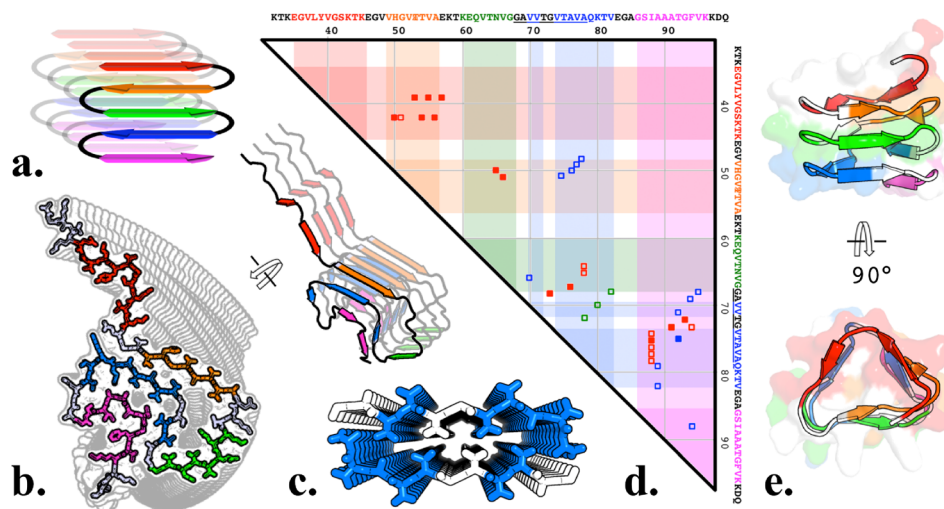 KTKEGVLYVGSKTKEGVVHGVTTVAEKTKEQVTNVGGAVVTGVTAVAQKTVEGAGSIAAATGFVKKDQ
40 50 60 70 80 90
KTKEGVLYVGSKTKEGVVHGVTTVAEKTKEQVTNVGGAVVTGVTAVAQKTVEGAGSIAAATGFVKKDQ
40
50
60
70
80
90
a.
90°
b.
c.
d.
e.